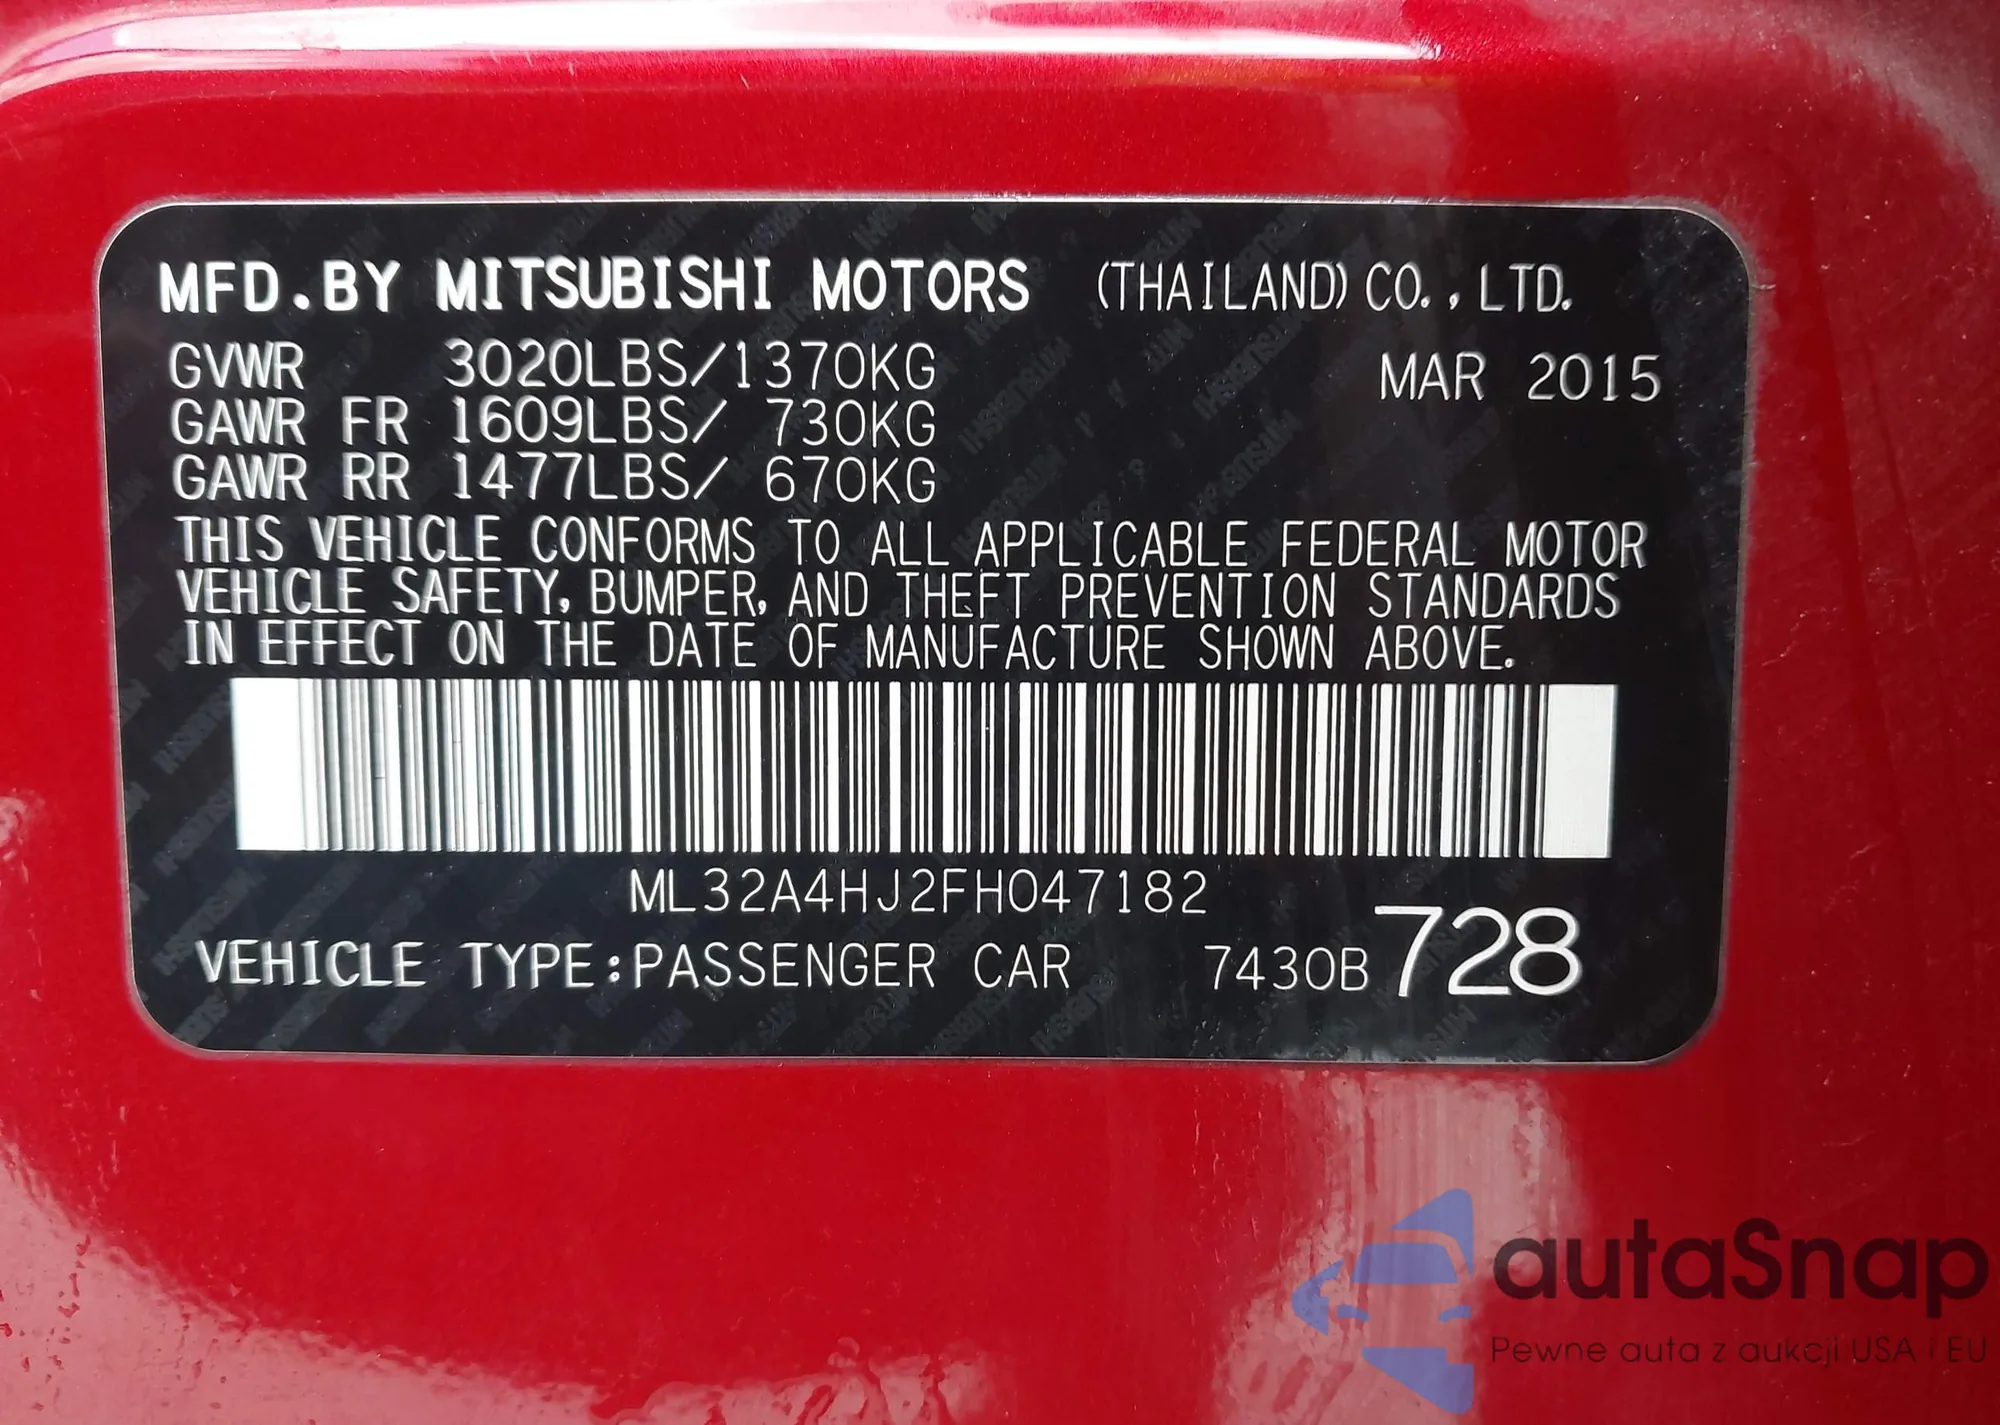 MFD.BY MITSUBISHI MOTORS (THAILAND) CO., LTD.
GVWR 3020LBS/1370KG MAR 2015
GAWR FR 1609LBS/ 730KG
GAWR RR 1477LBS/ 670KG
THIS VEHICLE CONFORMS TO ALL APPLICABLE FEDERAL MOTOR
VEHICLE SAFETY, BUMPER, AND THEFT PREVENTION STANDARDS
IN EFFECT ON THE DATE OF MANUFACTURE SHOWN ABOVE.
ML32A4HJ2FH047182
VEHICLE TYPE:PASSENGER CAR 7430B728
autaSnap
Pewne auta z aukcji USA i EU